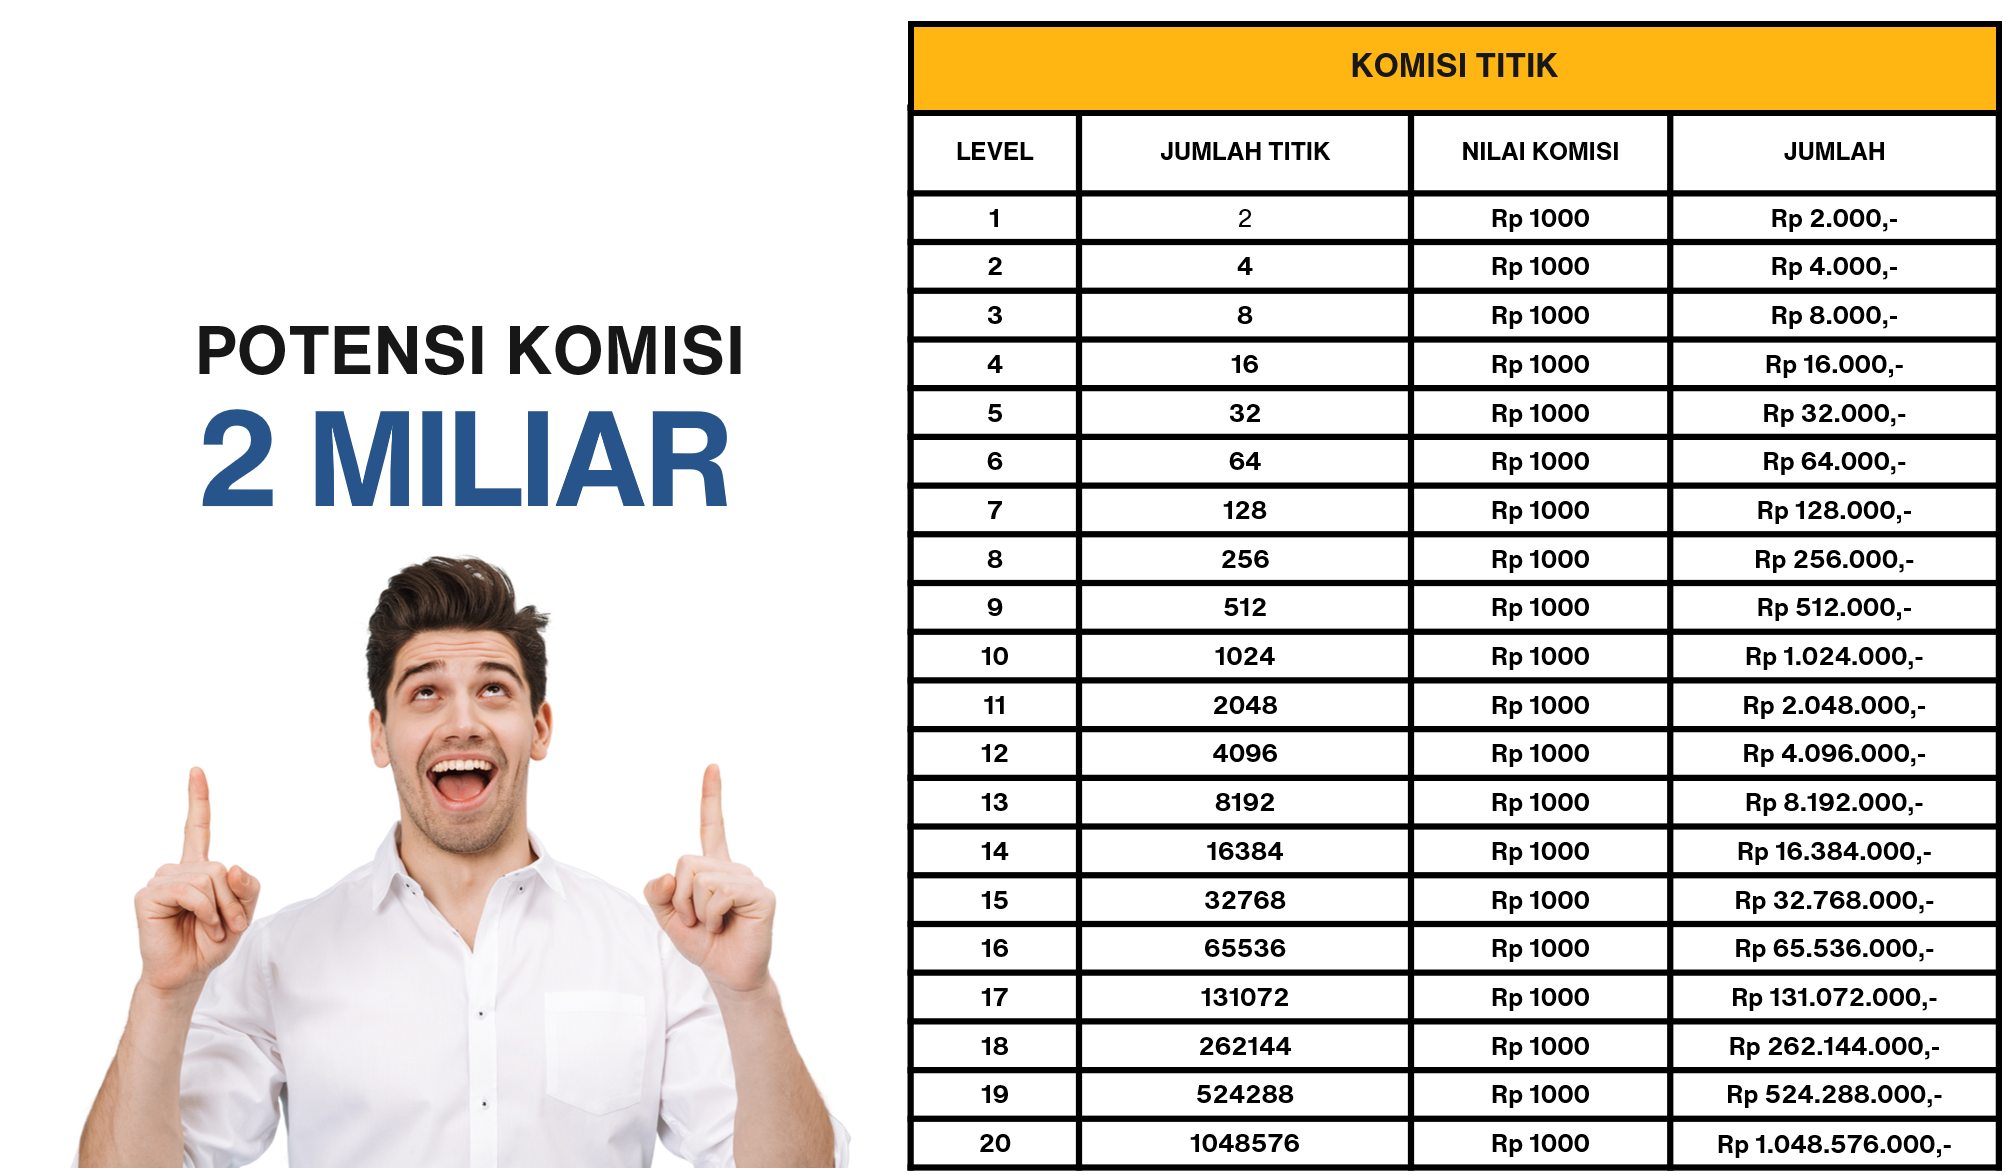 POTENSI KOMISI
2 MILIAR
KOMISI TITIK
LEVEL JUMLAH TITIK NILAI KOMISI JUMLAH
1 2 Rp 1000 Rp 2.000,-
2 4 Rp 1000 Rp 4.000,-
3 8 Rp 1000 Rp 8.000,-
4 16 Rp 1000 Rp 16.000,-
5 32 Rp 1000 Rp 32.000,-
6 64 Rp 1000 Rp 64.000,-
7 128 Rp 1000 Rp 128.000,-
8 256 Rp 1000 Rp 256.000,-
9 512 Rp 1000 Rp 512.000,-
10 1024 Rp 1000 Rp 1.024.000,-
11 2048 Rp 1000 Rp 2.048.000,-
12 4096 Rp 1000 Rp 4.096.000,-
13 8192 Rp 1000 Rp 8.192.000,-
14 16384 Rp 1000 Rp 16.384.000,-
15 32768 Rp 1000 Rp 32.768.000,-
16 65536 Rp 1000 Rp 65.536.000,-
17 131072 Rp 1000 Rp 131.072.000,-
18 262144 Rp 1000 Rp 262.144.000,-
19 524288 Rp 1000 Rp 524.288.000,-
20 1048576 Rp 1000 Rp 1.048.576.000,-